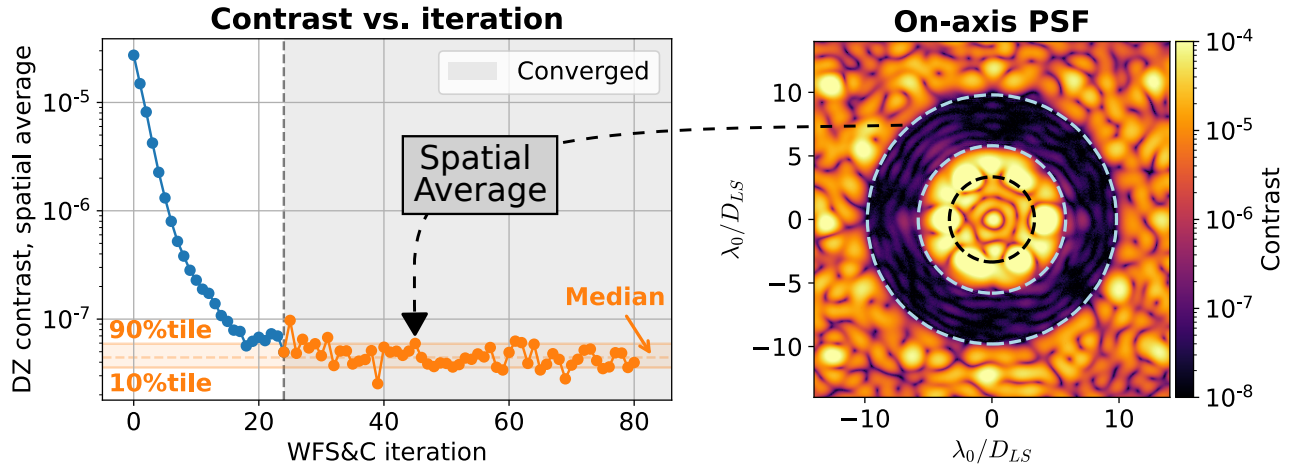 Contrast vs. iteration
DZ contrast, spatial average
10^-5
10^-6
10^-7
Converged
Spatial
Average
90%tile
10%tile
Median
0
20
40
60
80
WFS&C iteration
On-axis PSF
λ₀/D_LS
10
5
0
−5
−10
−10
0
10
λ₀/D_LS
10^-4
10^-5
10^-6
10^-7
10^-8
Contrast